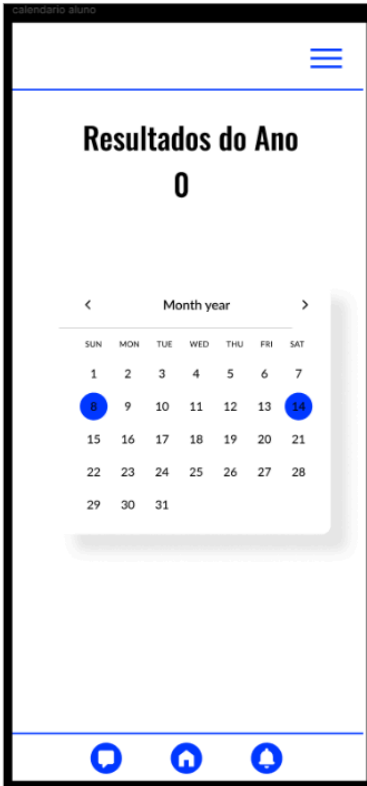 calendario aluno
Resultados do Ano
0
< Month year >
SUN MON TUE WED THU FRI SAT
1 2 3 4 5 6 7
8 9 10 11 12 13 14
15 16 17 18 19 20 21
22 23 24 25 26 27 28
29 30 31